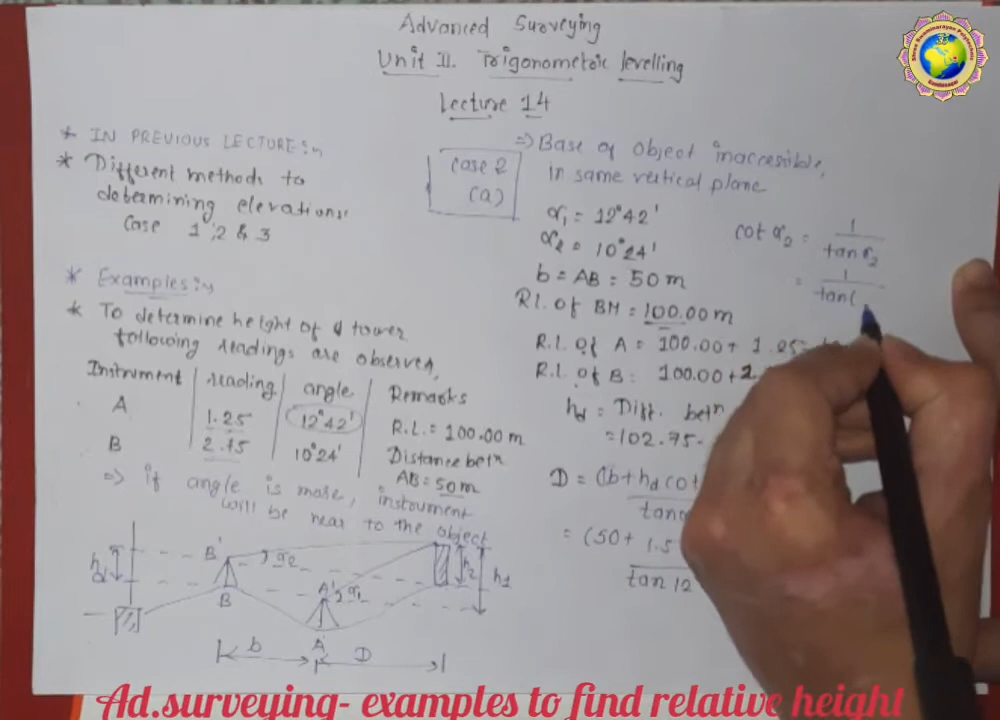 Advanced Surveying
Unit II. Trigonometric levelling
Lecture 14
* IN PREVIOUS LECTURE:-
* Different methods to
determining elevations
Case 1, 2 & 3
* Examples:-
* To determine height of a tower
following readings are observed,
Instrument reading angle Remarks
A 1.25 12°42' R.L. = 100.00 m
B 2.75 10°24' Distance betn
AB = 50m
=> if angle is more, instrument
will be near to the object
B' α2 A' α1 h2 h1 hd
B A
b D
case 2
(a)
=> Base of object inaccessible,
in same vertical plane
α1 = 12°42'
α2 = 10°24'
b = AB = 50 m
R.l. of BM = 100.00 m
R.l. of A = 100.00 + 1.25
R.l. of B = 100.00 + 2
hd = Diff. betn
= 102.75 -
D = (b + hd cot
tan
= (50 + 1.5
tan 12
cot α2 = 1
tan α2
= 1
tan(
Ad.surveying- examples to find relative height